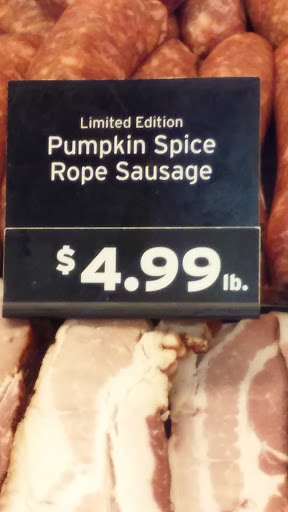 Limited Edition
Pumpkin Spice
Rope Sausage
$4.99 lb.